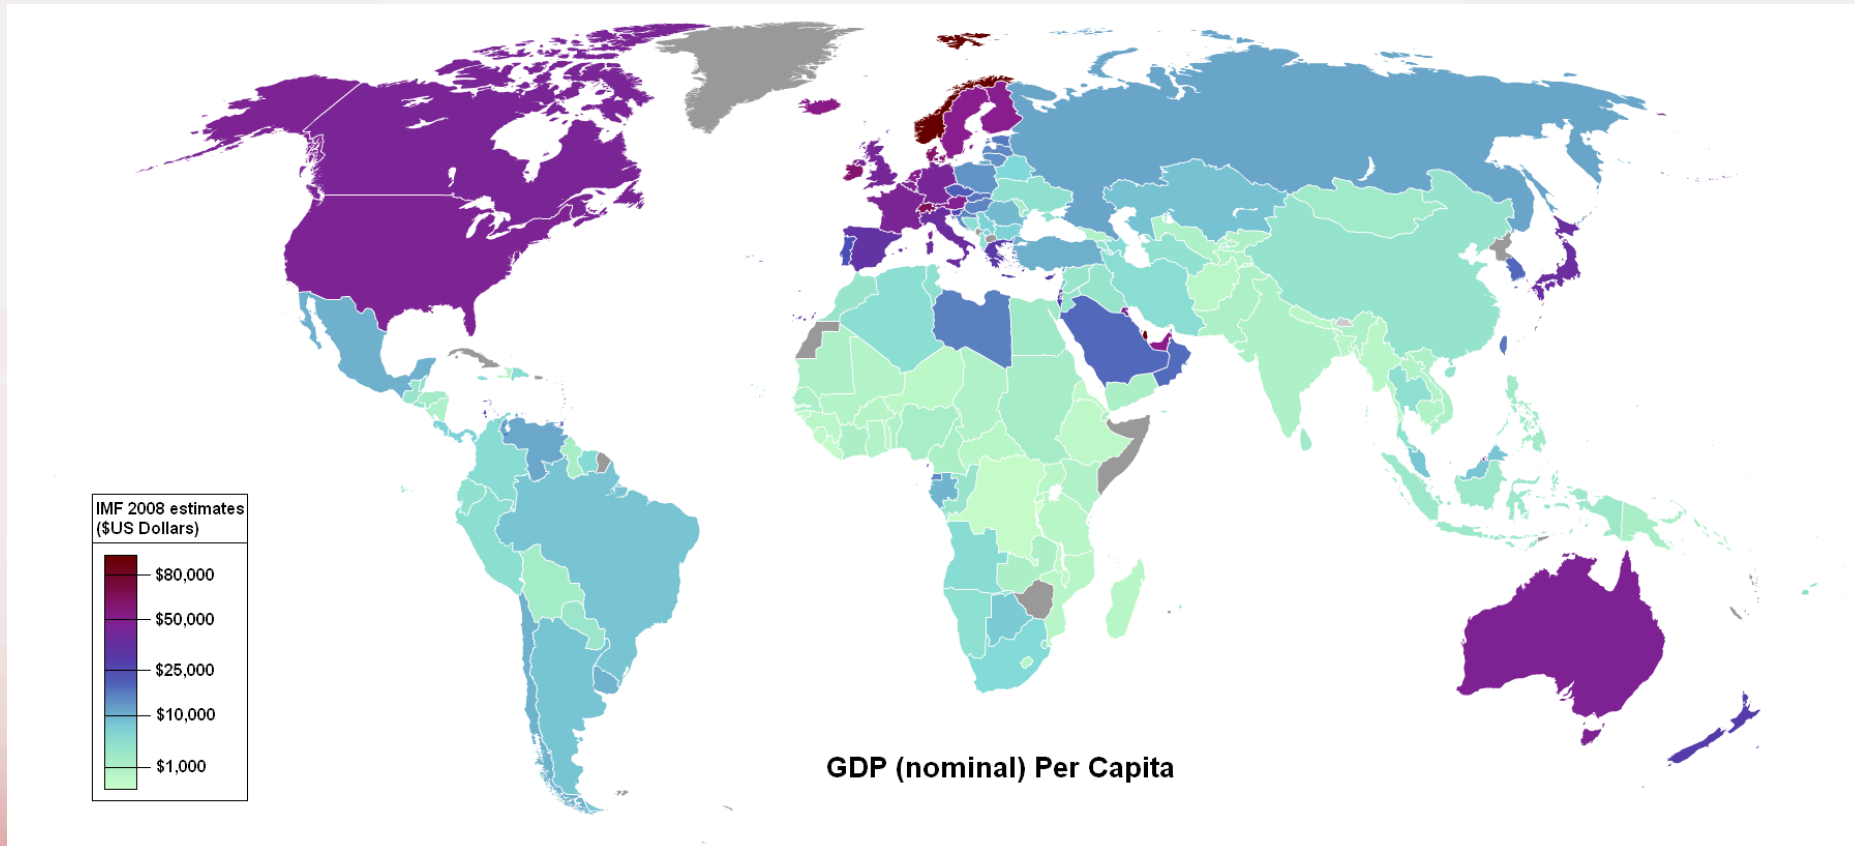 IMF 2008 estimates
($US Dollars)
$80,000
$50,000
$25,000
$10,000
$1,000
GDP (nominal) Per Capita